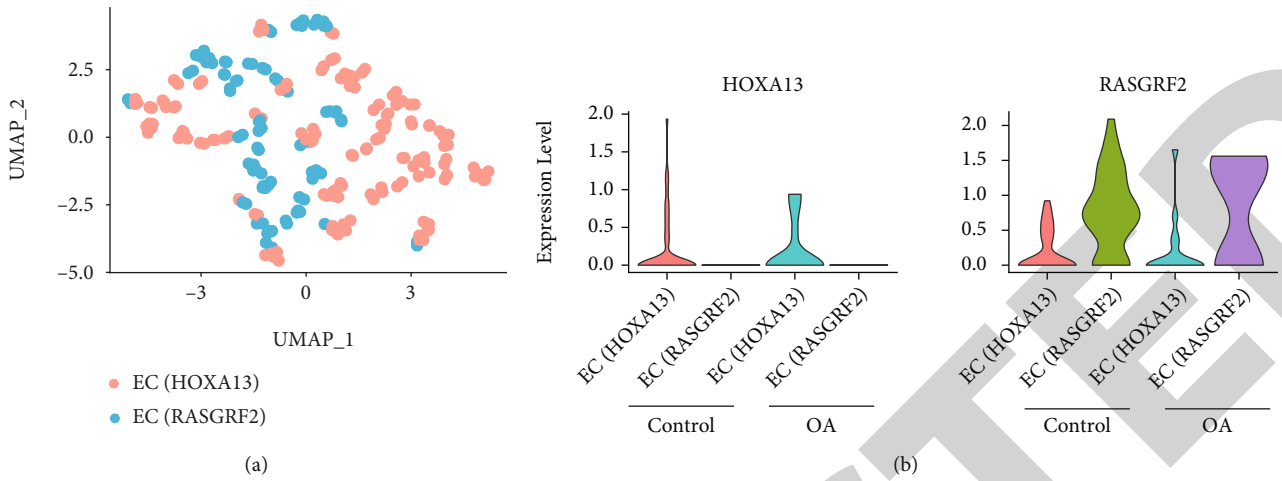 UMAP_2
2.5
0.0
−2.5
−5.0
−3
0
3
UMAP_1
EC (HOXA13)
EC (RASGRF2)
(a)
HOXA13
Expression Level
2.0
1.5
1.0
0.5
0.0
EC (HOXA13)
EC (RASGRF2)
EC (HOXA13)
EC (RASGRF2)
Control
OA
RASGRF2
2.0
1.5
1.0
0.5
0.0
EC (HOXA13)
EC (RASGRF2)
EC (HOXA13)
EC (RASGRF2)
Control
OA
(b)